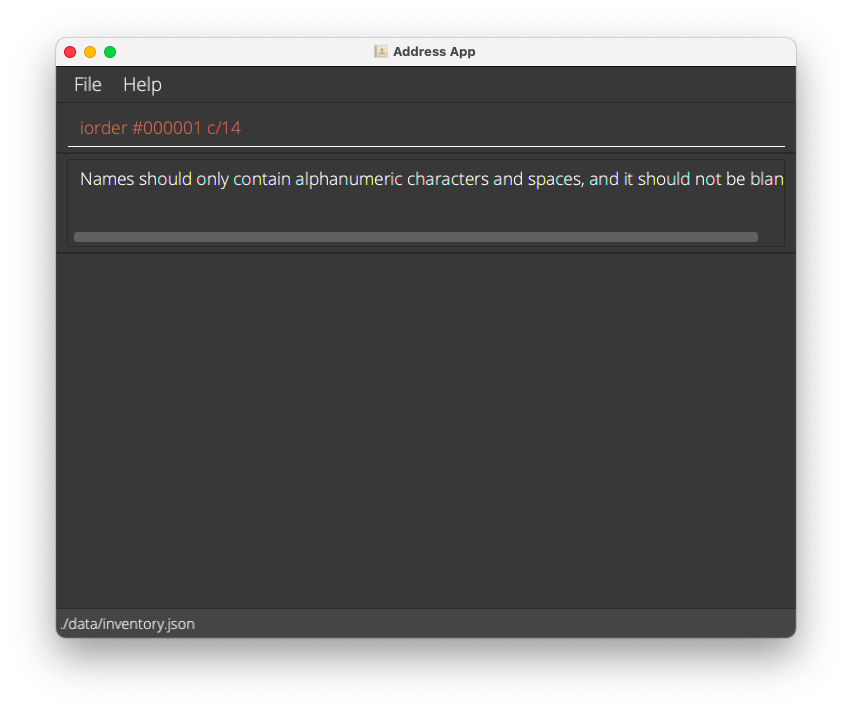 Address App
File Help
iorder #000001 c/14
Names should only contain alphanumeric characters and spaces, and it should not be blan
./data/inventory.json